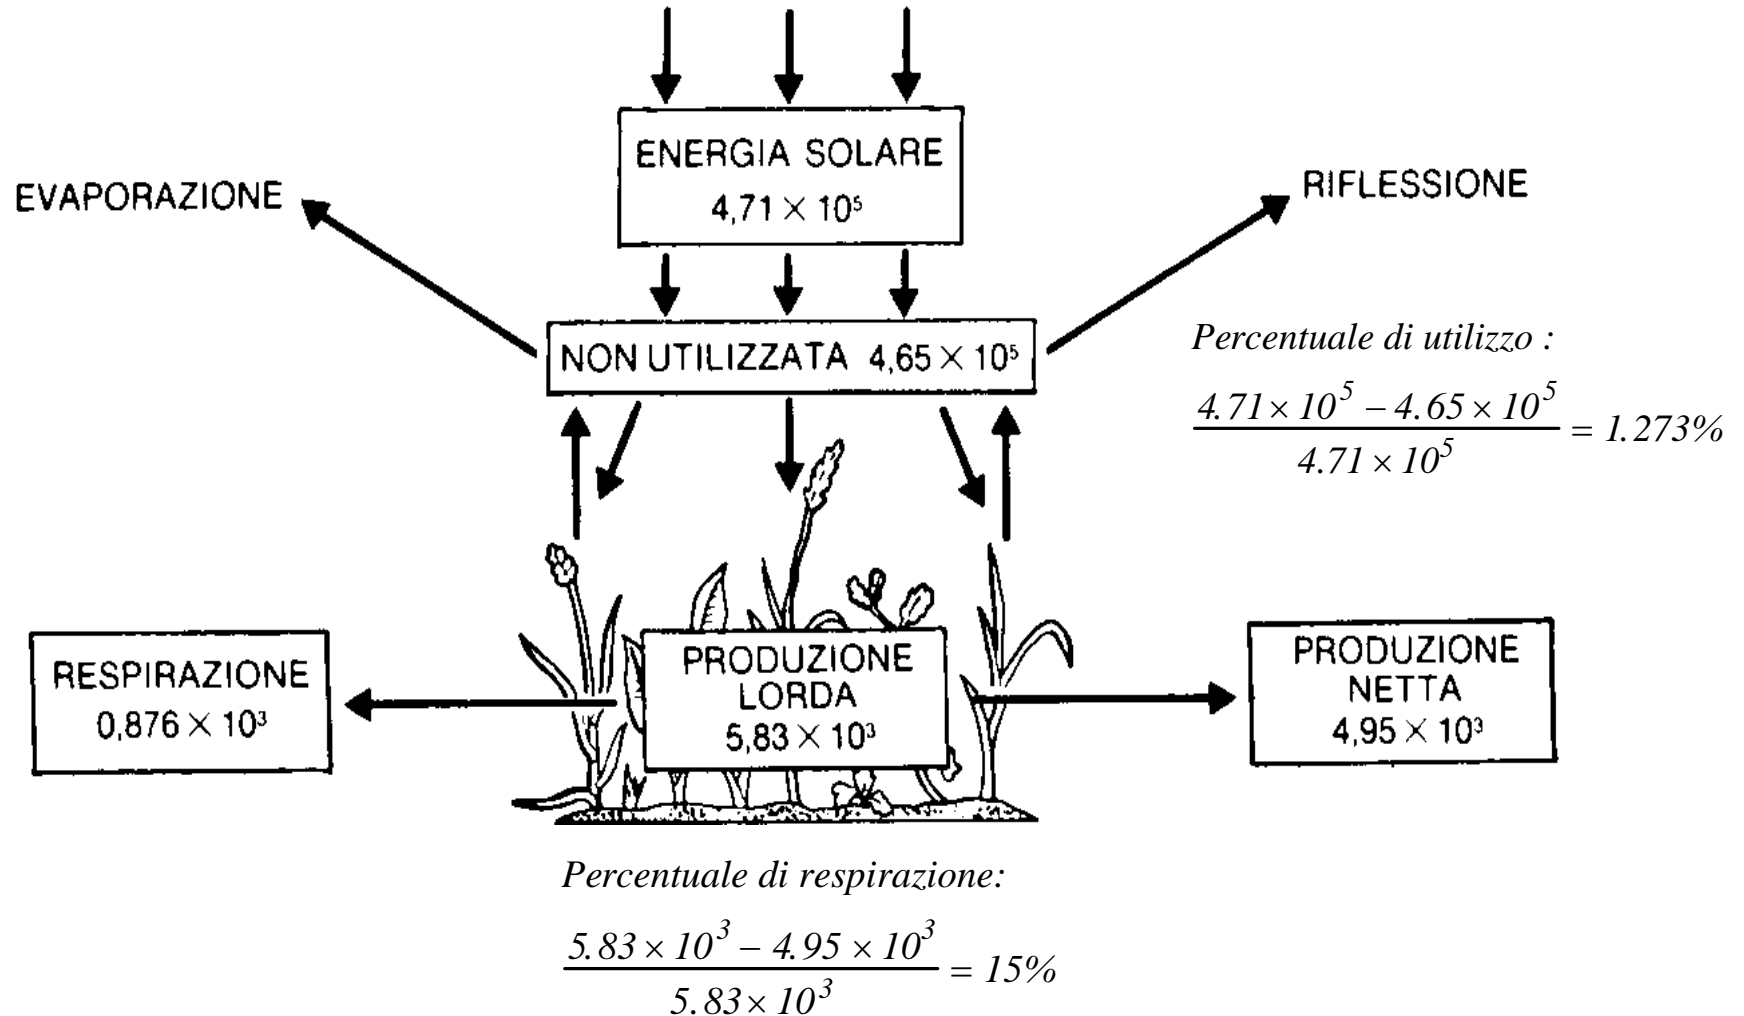 ENERGIA SOLARE
4,71 × 10⁵
EVAPORAZIONE
RIFLESSIONE
NON UTILIZZATA 4,65 × 10⁵
Percentuale di utilizzo :
4.71 × 10⁵ − 4.65 × 10⁵
= 1.273%
4.71 × 10⁵
RESPIRAZIONE
0,876 × 10³
PRODUZIONE
LORDA
5,83 × 10³
PRODUZIONE
NETTA
4,95 × 10³
Percentuale di respirazione:
5.83 × 10³ − 4.95 × 10³
= 15%
5.83 × 10³